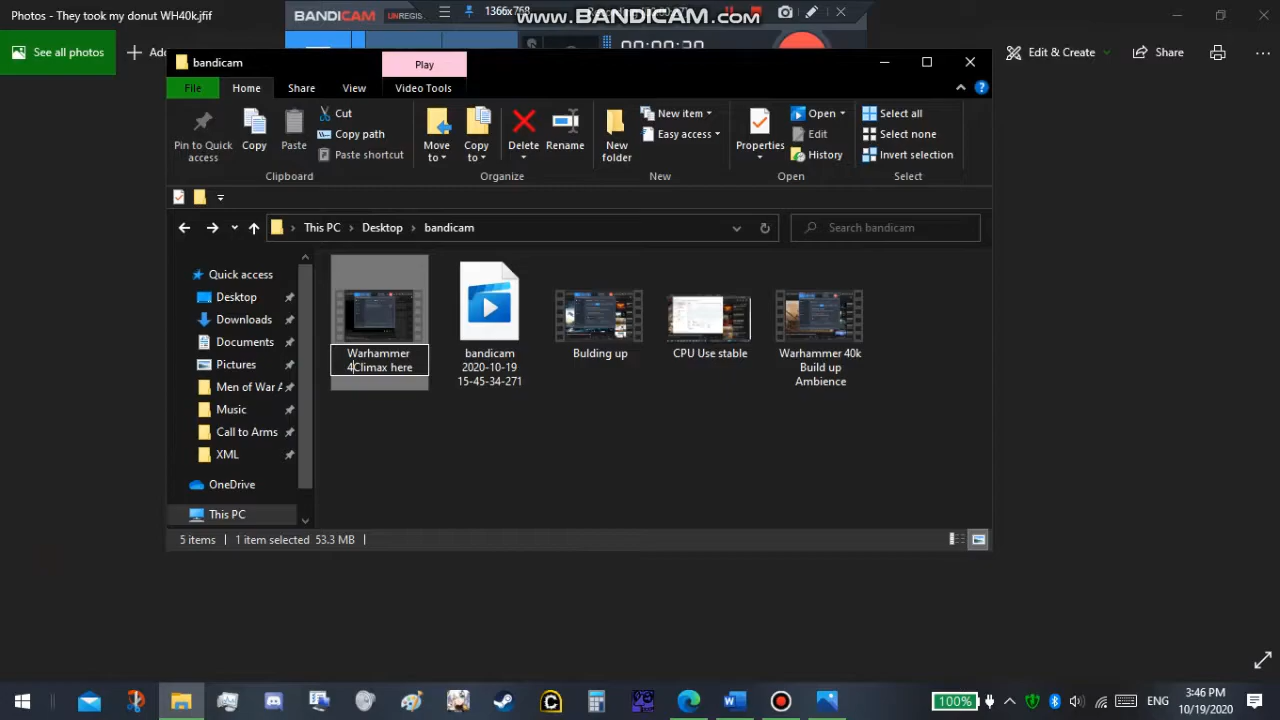 Photos - They took my donut WH40k.jfif
BANDICAM UNREGIS.
1366x768
www.BANDICAM.com
See all photos
Edit & Create
Share
bandicam
Play
File
Home
Share
View
Video Tools
Pin to Quick access
Copy
Paste
Cut
Copy path
Paste shortcut
Clipboard
Move to
Copy to
Delete
Rename
Organize
New folder
New item
Easy access
New
Properties
Open
Edit
History
Open
Select all
Select none
Invert selection
Select
This PC
Desktop
bandicam
Search bandicam
Quick access
Desktop
Downloads
Documents
Pictures
Men of War A
Music
Call to Arms
XML
OneDrive
This PC
Warhammer
4Climax here
bandicam
2020-10-19
15-45-34-271
Bulding up
CPU Use stable
Warhammer 40k
Build up
Ambience
5 items
1 item selected 53.3 MB
100%
ENG
3:46 PM
10/19/2020